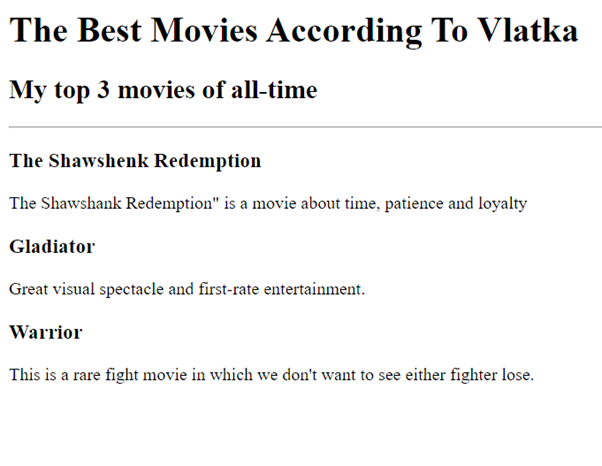 The Best Movies According To Vlatka
My top 3 movies of all-time
The Shawshenk Redemption
The Shawshank Redemption" is a movie about time, patience and loyalty
Gladiator
Great visual spectacle and first-rate entertainment.
Warrior
This is a rare fight movie in which we don't want to see either fighter lose.